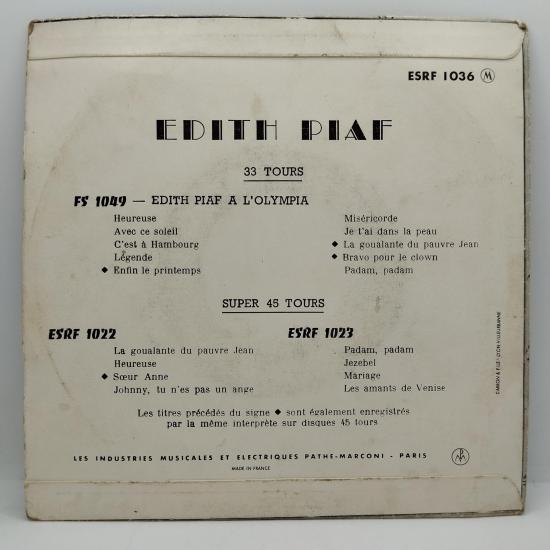 ESRF 1036 M
EDITH PIAF
33 TOURS
FS 1049 — EDITH PIAF A L'OLYMPIA
Heureuse
Avec ce soleil
C'est à Hambourg
Légende
◆ Enfin le printemps
Miséricorde
Je t'ai dans la peau
◆ La goualante du pauvre Jean
◆ Bravo pour le clown
Padam, padam
SUPER 45 TOURS
ESRF 1022
La goualante du pauvre Jean
Heureuse
◆ Sœur Anne
Johnny, tu n'es pas un ange
ESRF 1023
Padam, padam
Jezebel
Mariage
Les amants de Venise
Les titres précédés du signe ◆ sont également enregistrés
par la même interprète sur disques 45 tours
LES INDUSTRIES MUSICALES ET ELECTRIQUES PATHE-MARCONI - PARIS
MADE IN FRANCE